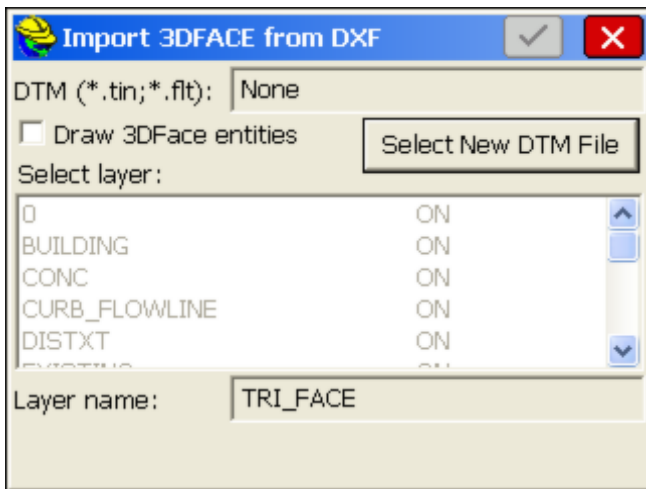 Import 3DFACE from DXF
DTM (*.tin;*.flt): None
Draw 3DFace entities
Select New DTM File
Select layer:
0 ON
BUILDING ON
CONC ON
CURB_FLOWLINE ON
DISTXT ON
Layer name: TRI_FACE